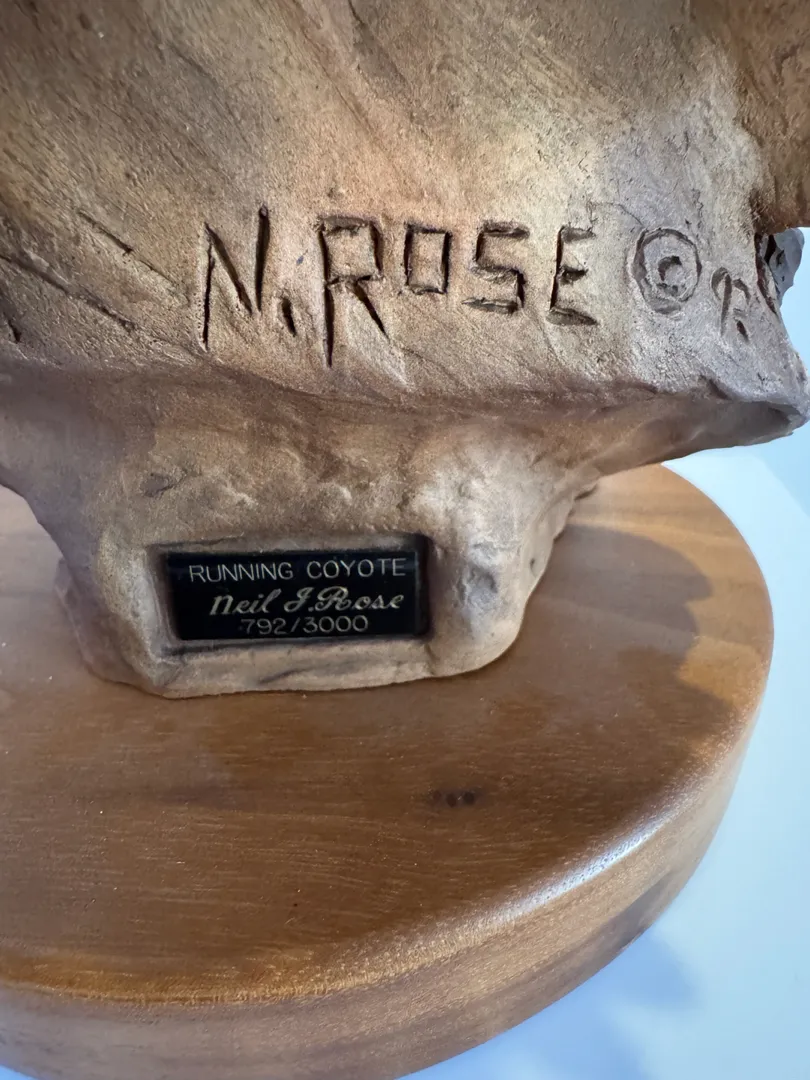 N. ROSE ©
RUNNING COYOTE
Neil J. Rose
792/3000